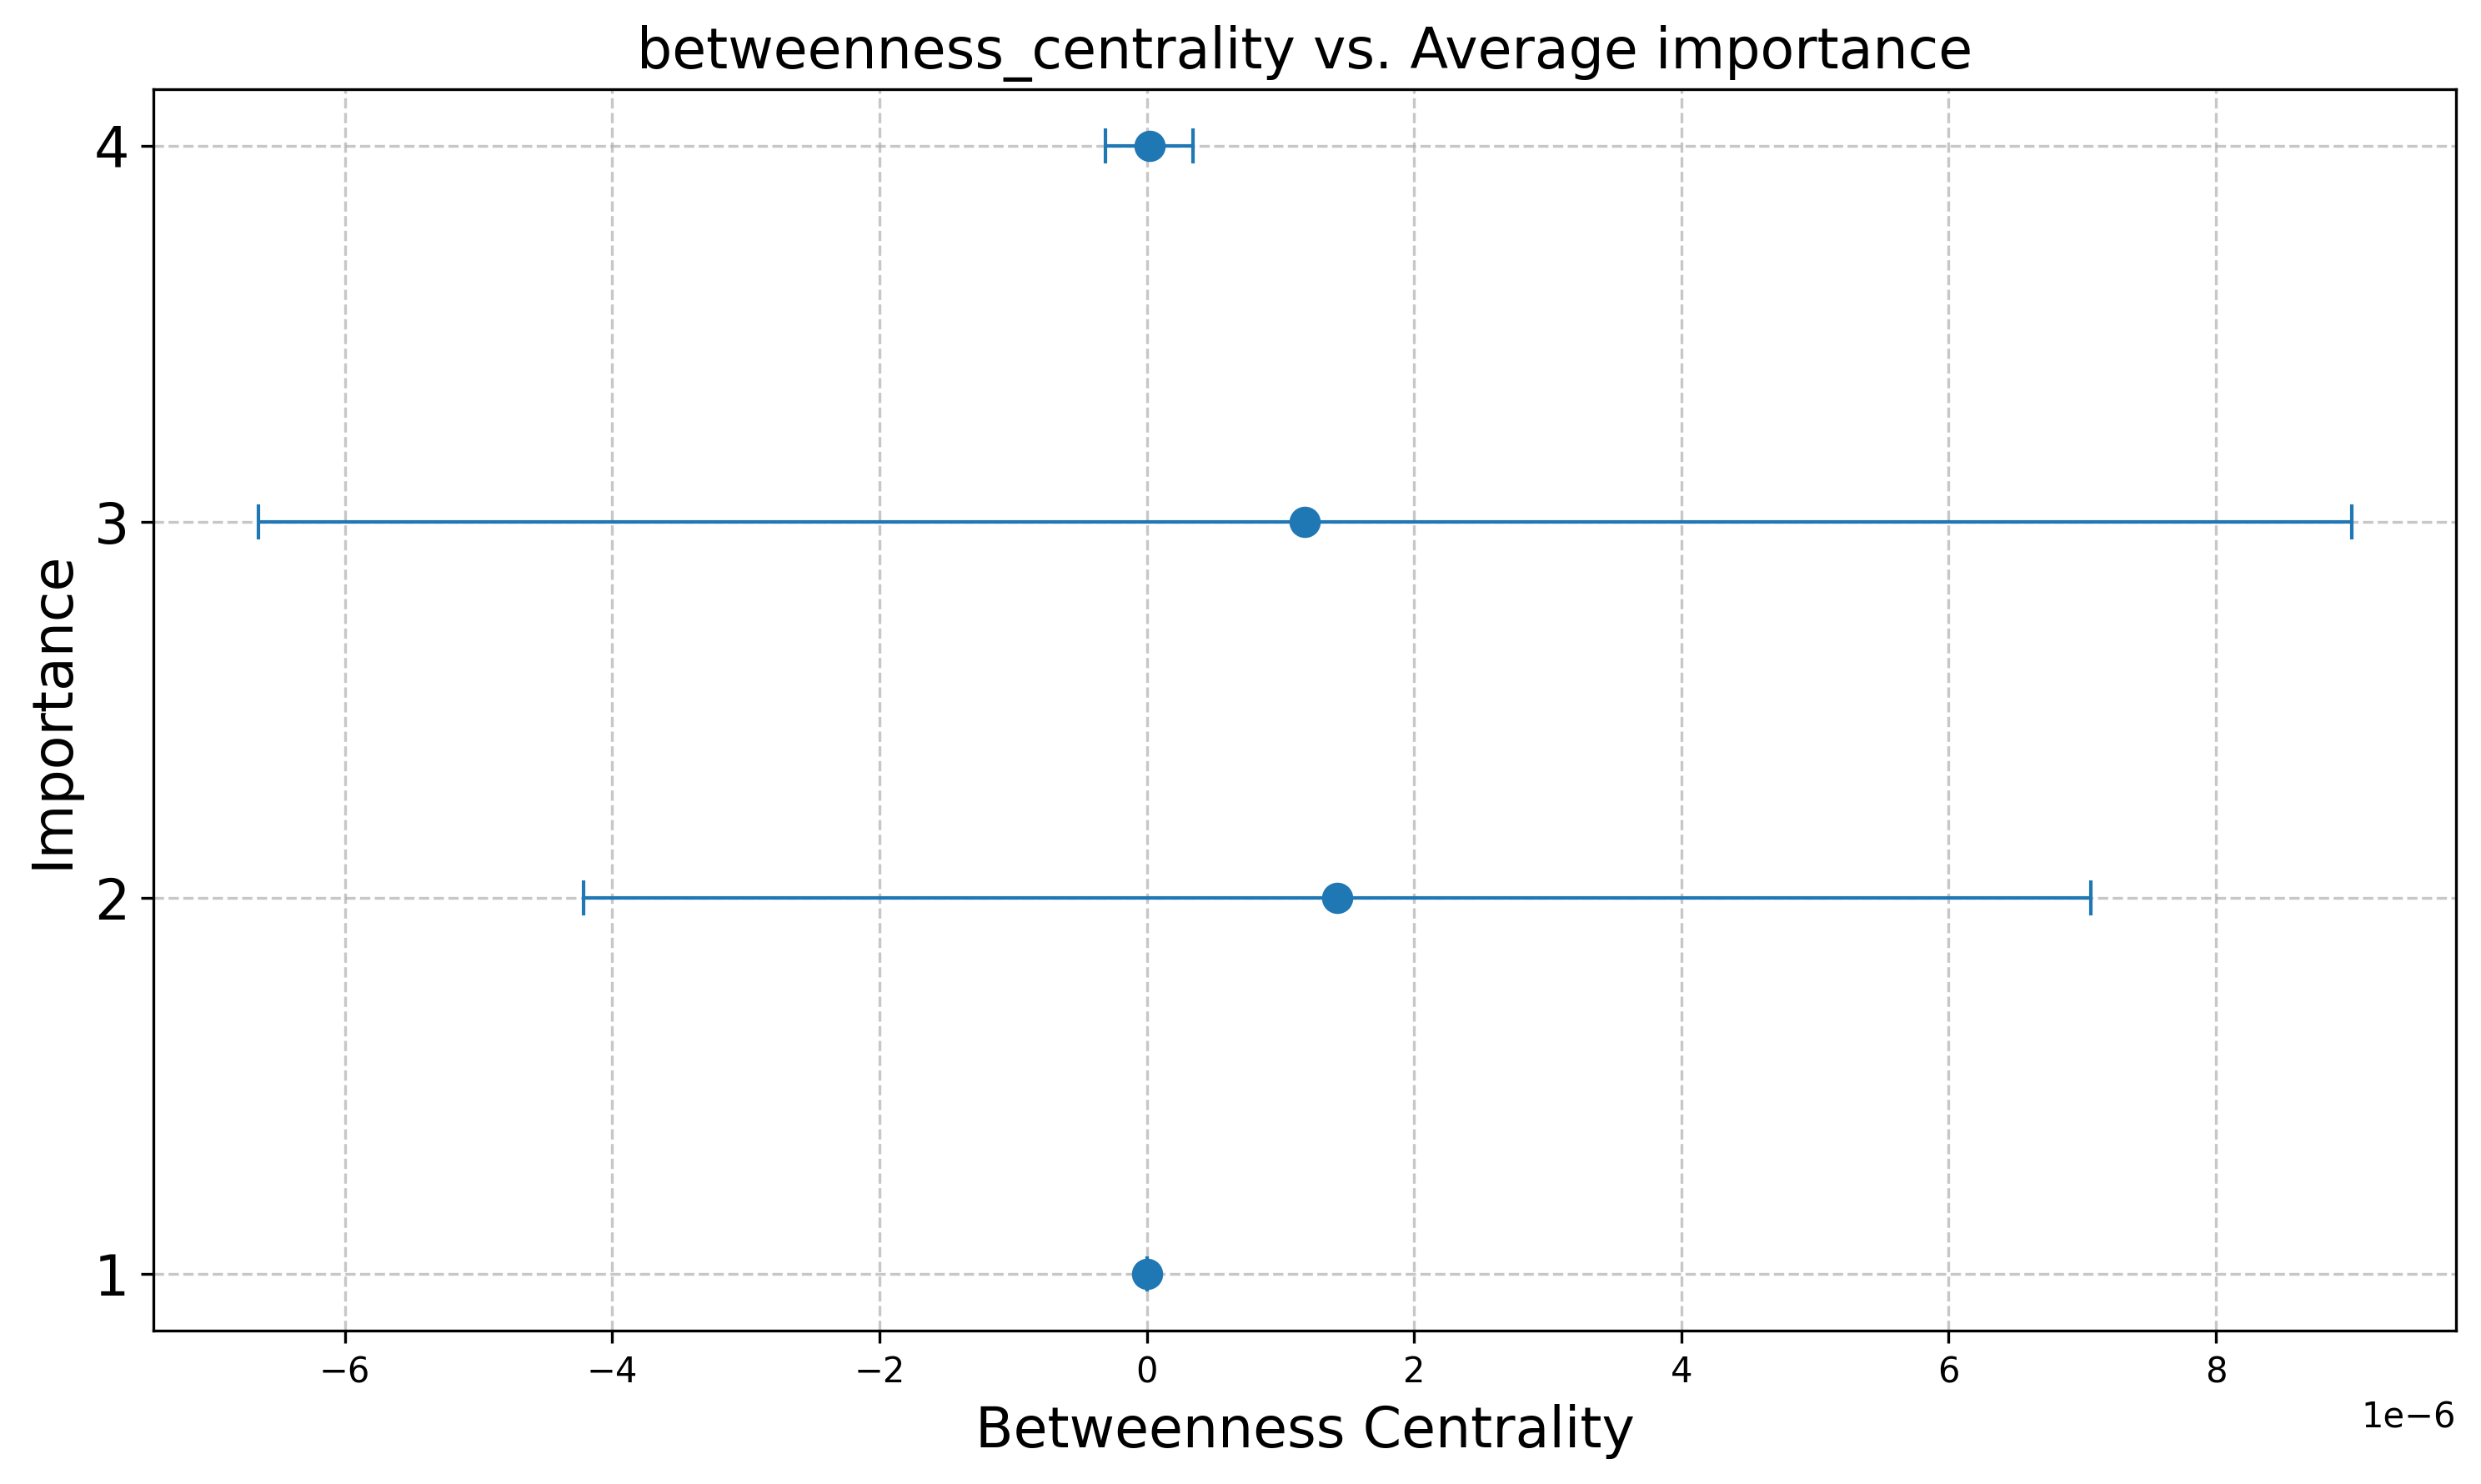 betweenness_centrality vs. Average importance
4
3
2
1
Importance
−6 −4 −2 0 2 4 6 8
1e−6
Betweenness Centrality